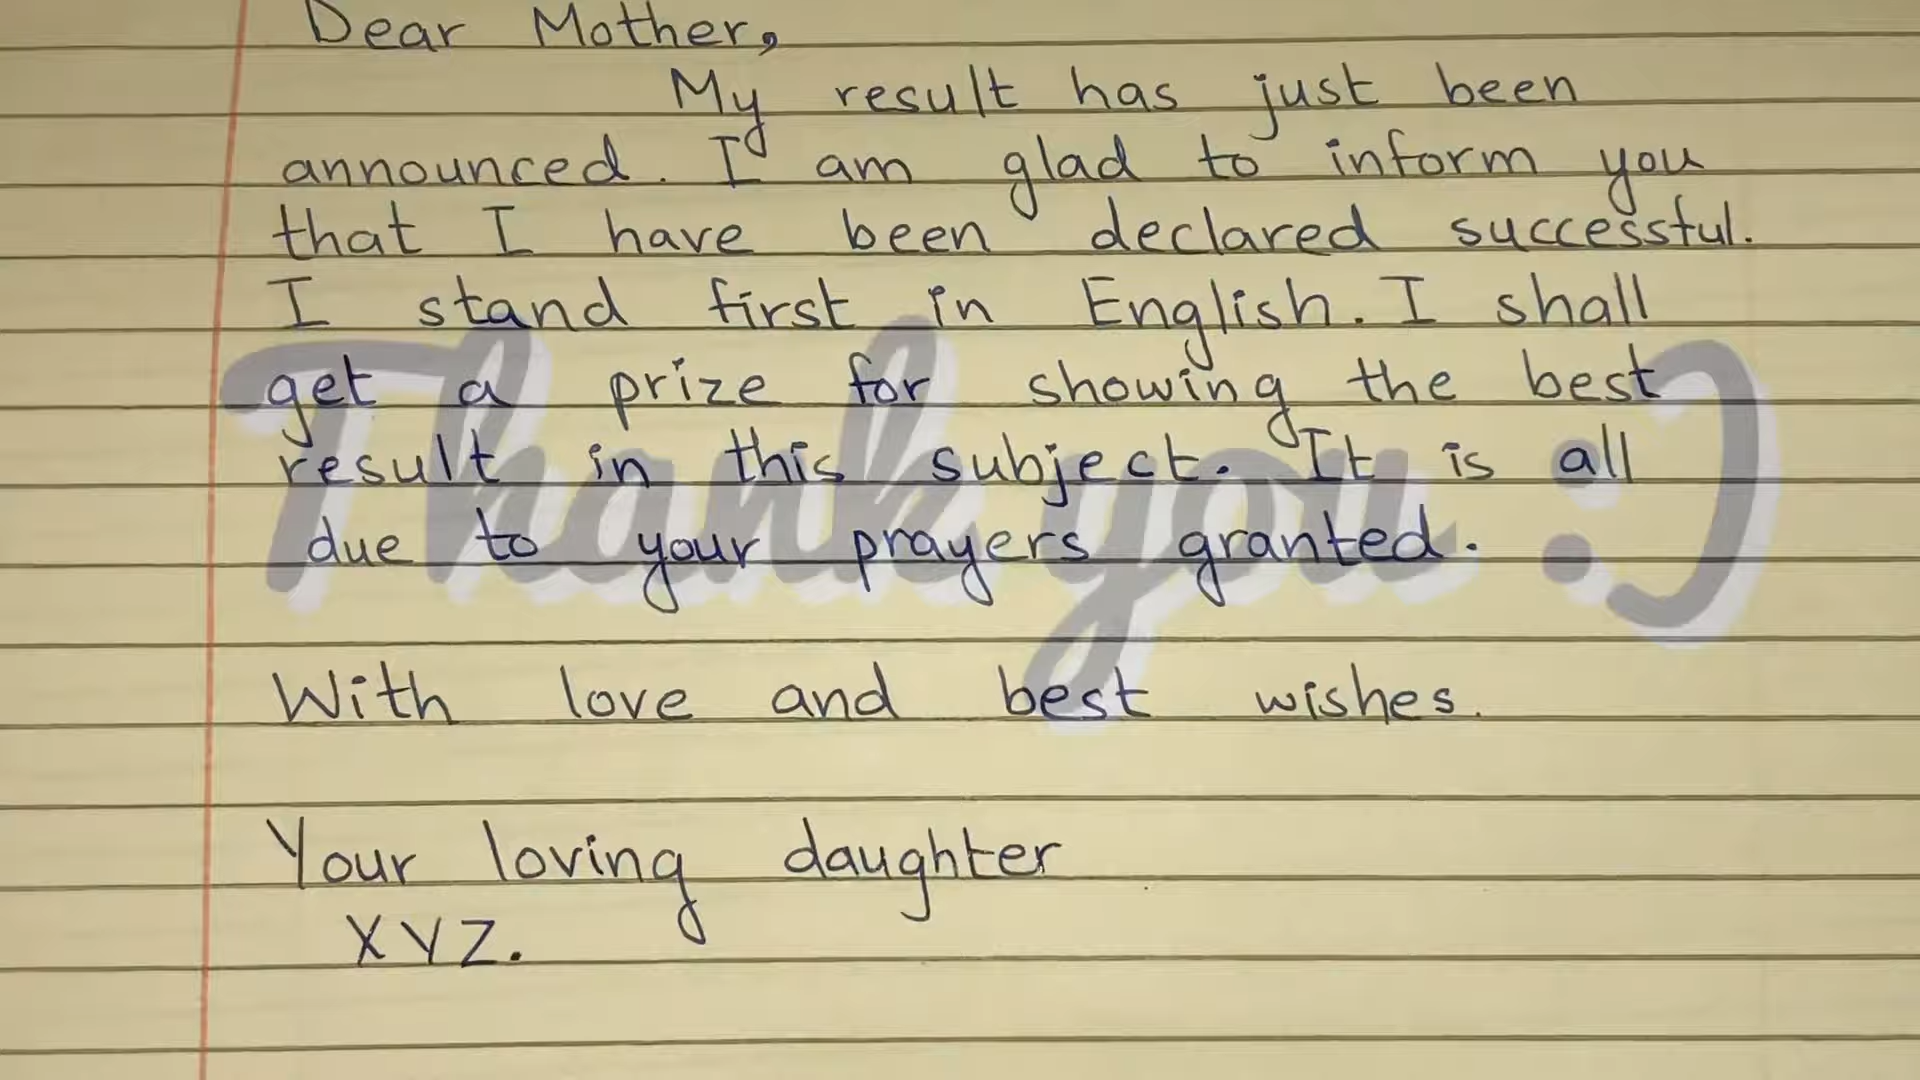 Dear Mother,
My result has just been
announced. I am glad to inform you
that I have been declared successful.
I stand first in English. I shall
get a prize for showing the best
result in this subject. It is all
due to your prayers granted.
Thank you :)
With love and best wishes.
Your loving daughter
XYZ.